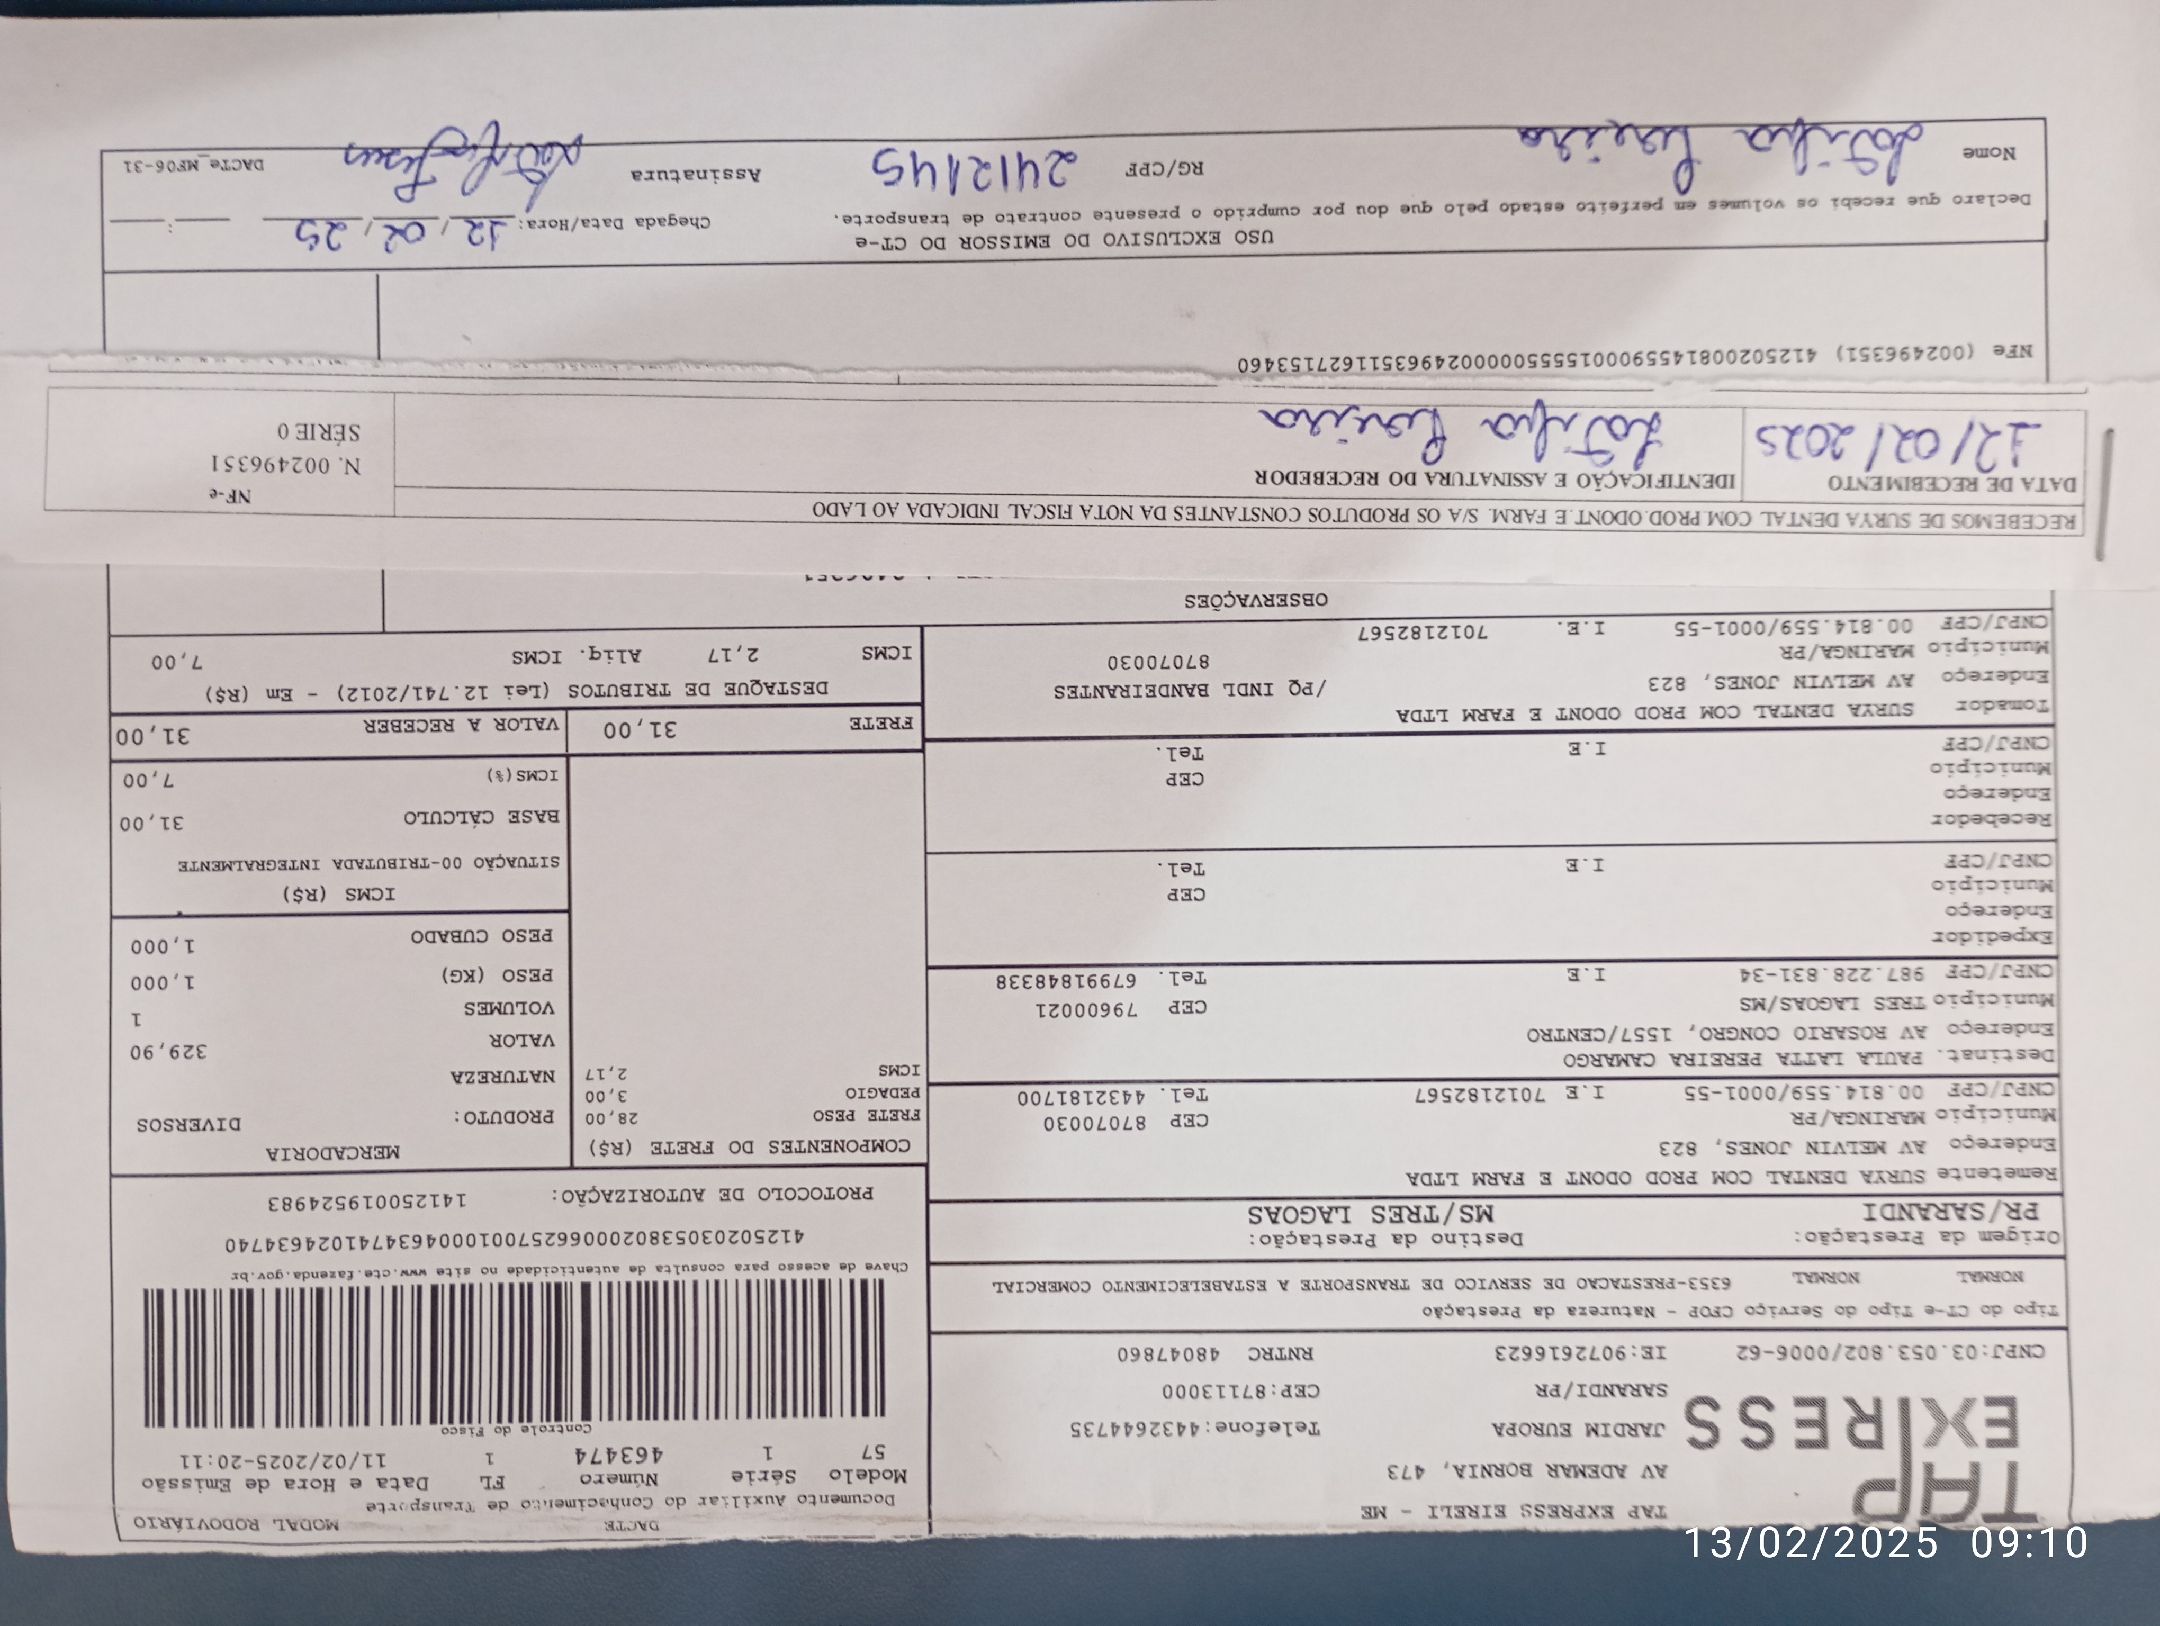 TAP
EXPRESS
TAP EXPRESS EIRELI - ME
AV ADEMAR BORNIA, 473
JARDIM EUROPA Telefone:4432644735
SARANDI/PR CEP:87113000
CNPJ:03.053.802/0006-62 IE:9072616623 RNTRC 48047860
DACTE MODAL RODOVIÁRIO
Documento Auxiliar do Conhecimento de Transporte
Modelo Série Número FL Data e Hora de Emissão
57 1 463474 1 11/02/2025-20:11
Controle do Fisco
Chave de acesso para consulta de autenticidade no site www.cte.fazenda.gov.br
41250203053802000662570010004634741024634740
PROTOCOLO DE AUTORIZAÇÃO: 141250019524983
Tipo do CT-e Tipo do Serviço CFOP - Natureza da Prestação
NORMAL NORMAL 6353-PRESTACAO DE SERVICO DE TRANSPORTE A ESTABELECIMENTO COMERCIAL
Origem da Prestação: Destino da Prestação:
PR/SARANDI MS/TRES LAGOAS
Remetente SURYA DENTAL COM PROD ODONT E FARM LTDA
Endereço AV MELVIN JONES, 823
Município MARINGA/PR CEP 87070030
CNPJ/CPF 00.814.559/0001-55 I.E 7012182567 Tel. 4432181700
Destinat. PAULA LATTA PEREIRA CAMARGO
Endereço AV ROSARIO CONGRO, 1557/CENTRO
Município TRES LAGOAS/MS CEP 79600021
CNPJ/CPF 987.228.831-34 I.E Tel. 67991848338
Expedidor
Endereço
Município CEP
CNPJ/CPF I.E Tel.
Recebedor
Endereço
Município CEP
CNPJ/CPF I.E Tel.
Tomador SURYA DENTAL COM PROD ODONT E FARM LTDA
Endereço AV MELVIN JONES, 823 /PQ INDL BANDEIRANTES
Município MARINGA/PR 87070030
CNPJ/CPF 00.814.559/0001-55 I.E. 7012182567
COMPONENTES DO FRETE (R$)
FRETE PESO 28,00
PEDAGIO 3,00
ICMS 2,17
MERCADORIA
PRODUTO: DIVERSOS
NATUREZA
VALOR 329,90
VOLUMES 1
PESO (KG) 1,000
PESO CUBADO 1,000
ICMS (R$)
SITUAÇÃO 00-TRIBUTADA INTEGRALMENTE
BASE CÁLCULO 31,00
ICMS(%) 7,00
FRETE 31,00 VALOR A RECEBER 31,00
DESTAQUE DE TRIBUTOS (Lei 12.741/2012) - Em (R$)
ICMS 2,17 Aliq. ICMS 7,00
OBSERVAÇÕES
RECEBEMOS DE SURYA DENTAL COM.PROD.ODONT.E FARM. S/A OS PRODUTOS CONSTANTES DA NOTA FISCAL INDICADA AO LADO
DATA DE RECEBIMENTO IDENTIFICAÇÃO E ASSINATURA DO RECEBEDOR
12/02/2025 Pereira
NF-e
N. 002496351
SÉRIE 0
NFe (002496351) 41250200814559000155550000024963511627153460
USO EXCLUSIVO DO EMISSOR DO CT-e
Declaro que recebi os volumes em perfeito estado pelo que dou por cumprido o presente contrato de transporte.
Chegada Data/Hora: 12/02/25 :
Nome Pereira RG/CPF 2412145 Assinatura
DACTe_MF06-31
13/02/2025 09:10